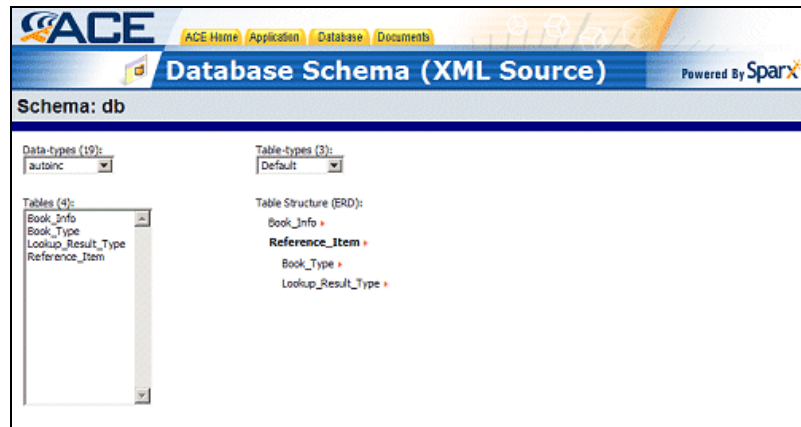 ACE
ACE Home Application Database Documents
Database Schema (XML Source)
Powered By Sparx
Schema: db
Data-types (19):
autoinc
Table-types (3):
Default
Tables (4):
Book_Info
Book_Type
Lookup_Result_Type
Reference_Item
Table Structure (ERD):
Book_Info
Reference_Item
Book_Type
Lookup_Result_Type